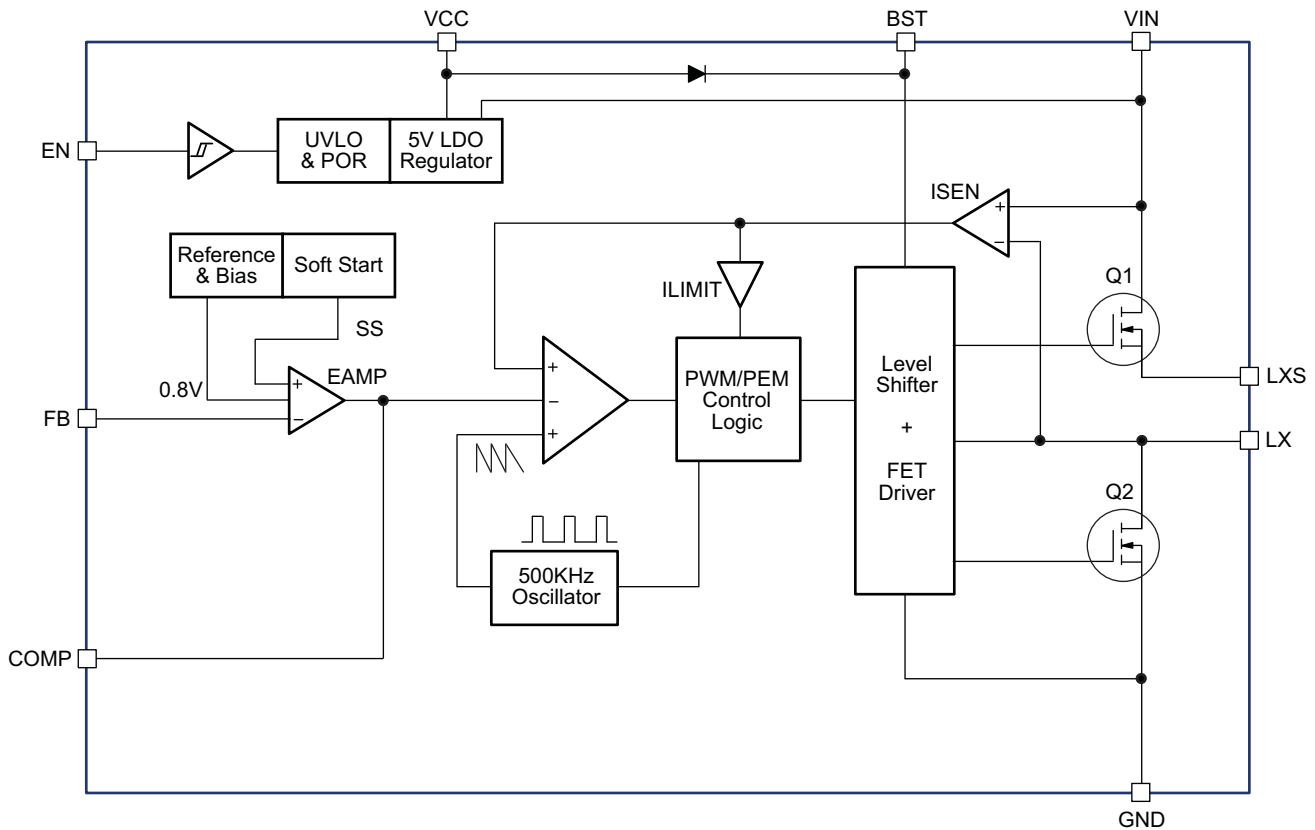 VCC
BST
VIN
EN
UVLO
& POR
5V LDO
Regulator
ISEN
+
−
Reference
& Bias
Soft Start
ILIMIT
Q1
SS
+
EAMP
0.8V
−
FB
+
−
+
PWM/PEM
Control
Logic
Level
Shifter
+
FET
Driver
LXS
LX
Q2
500KHz
Oscillator
COMP
GND